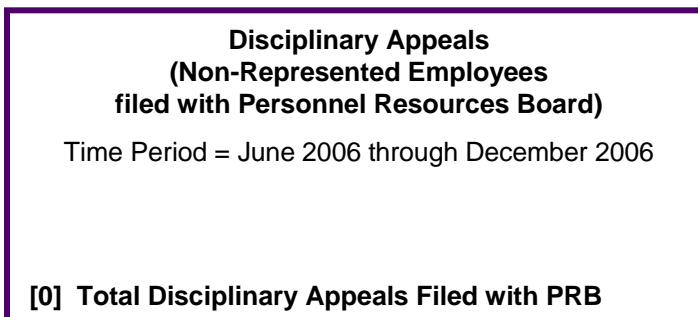 Disciplinary Appeals
(Non-Represented Employees
filed with Personnel Resources Board)
Time Period = June 2006 through December 2006
[0] Total Disciplinary Appeals Filed with PRB